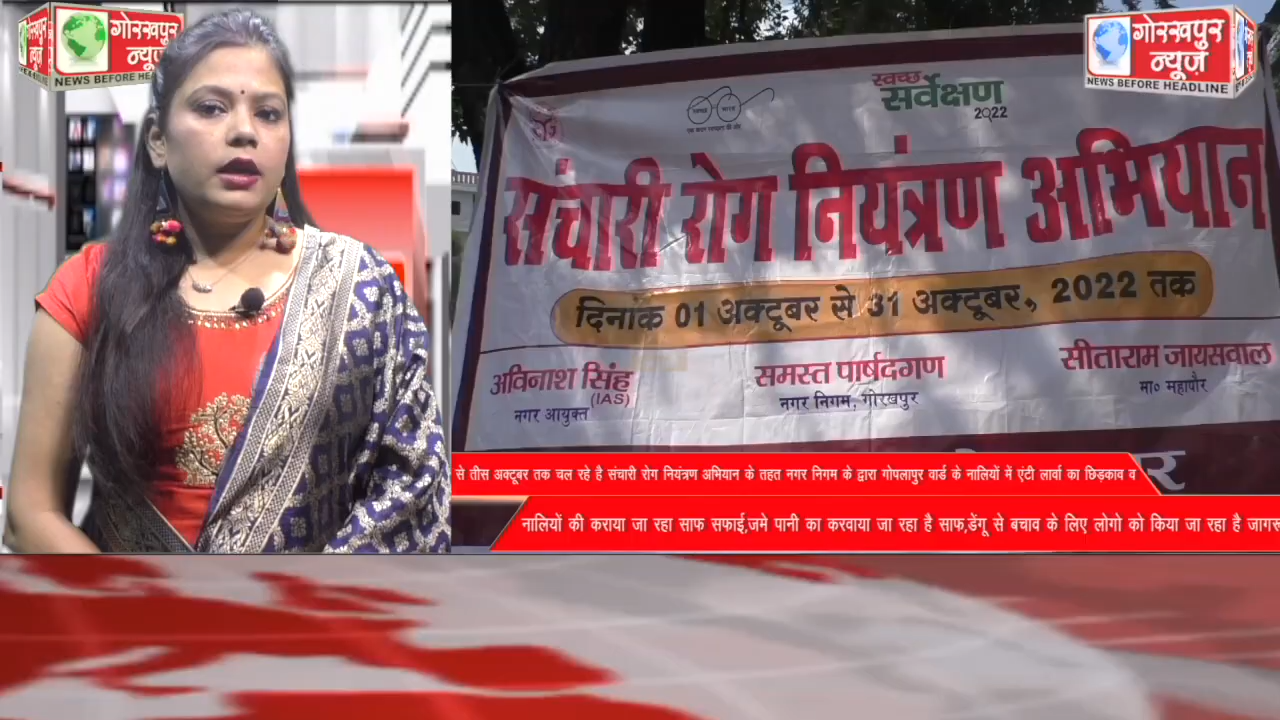 गोरखपुर
न्यूज़
NEWS BEFORE
गोरखपुर
न्यूज़
NEWS BEFORE HEADLINE
स्वच्छ
सर्वेक्षण
2022
संचारी रोग नियंत्रण अभियान
दिनांक 01 अक्टूबर से 31 अक्टूबर, 2022 तक
अविनाश सिंह
(IAS)
नगर आयुक्त
समस्त पार्षदगण
नगर निगम, गोरखपुर
सीताराम जायसवाल
मा० महापौर
से तीस अक्टूबर तक चल रहे है संचारी रोग नियंत्रण अभियान के तहत नगर निगम के द्वारा गोपलापुर वार्ड के नालियों में एंटी लार्वा का छिड़काव व
नालियों की कराया जा रहा साफ सफाई,जमे पानी का करवाया जा रहा है साफ,डेंगू से बचाव के लिए लोगो को किया जा रहा है जागरू